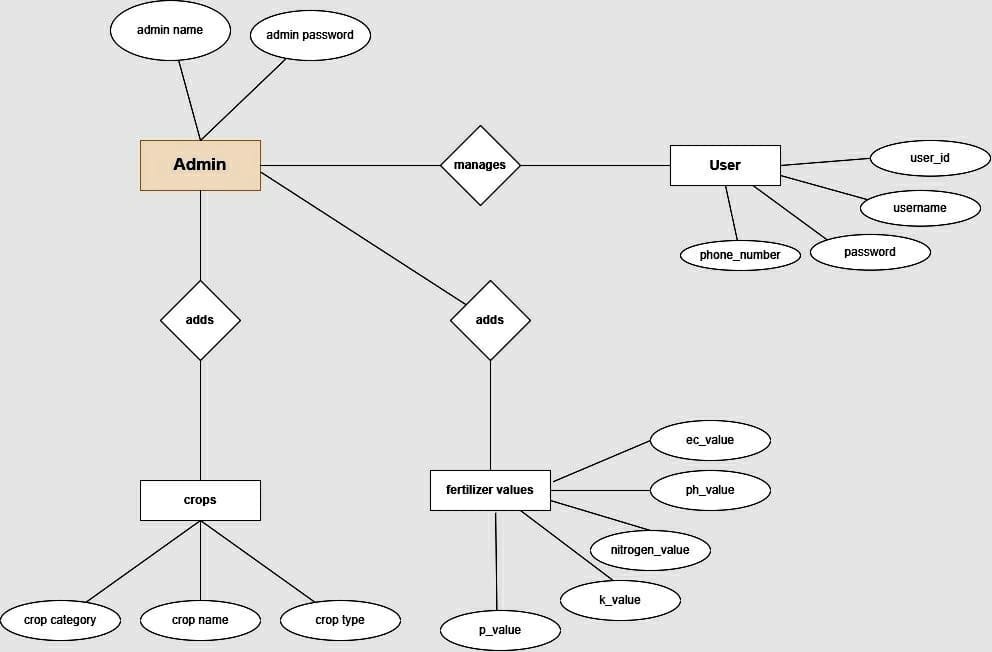 admin name
admin password
Admin
manages
User
user_id
username
password
phone_number
adds
adds
ec_value
ph_value
fertilizer values
crops
nitrogen_value
k_value
p_value
crop category
crop name
crop type